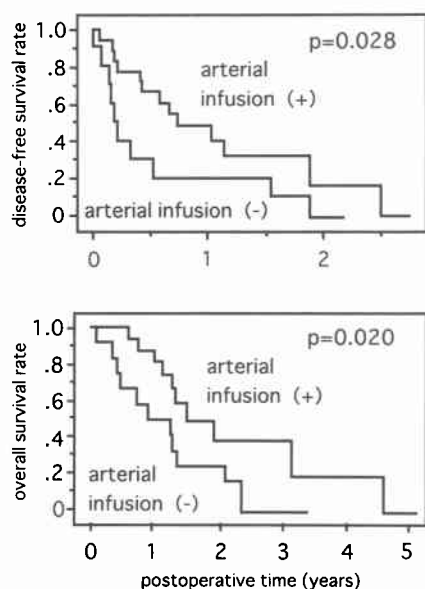 disease-free survival rate
1.0
.8
.6
.4
.2
0
p=0.028
arterial
infusion (+)
arterial infusion (-)
0 1 2
overall survival rate
1.0
.8
.6
.4
.2
0
p=0.020
arterial
infusion (+)
arterial
infusion (-)
0 1 2 3 4 5
postoperative time (years)